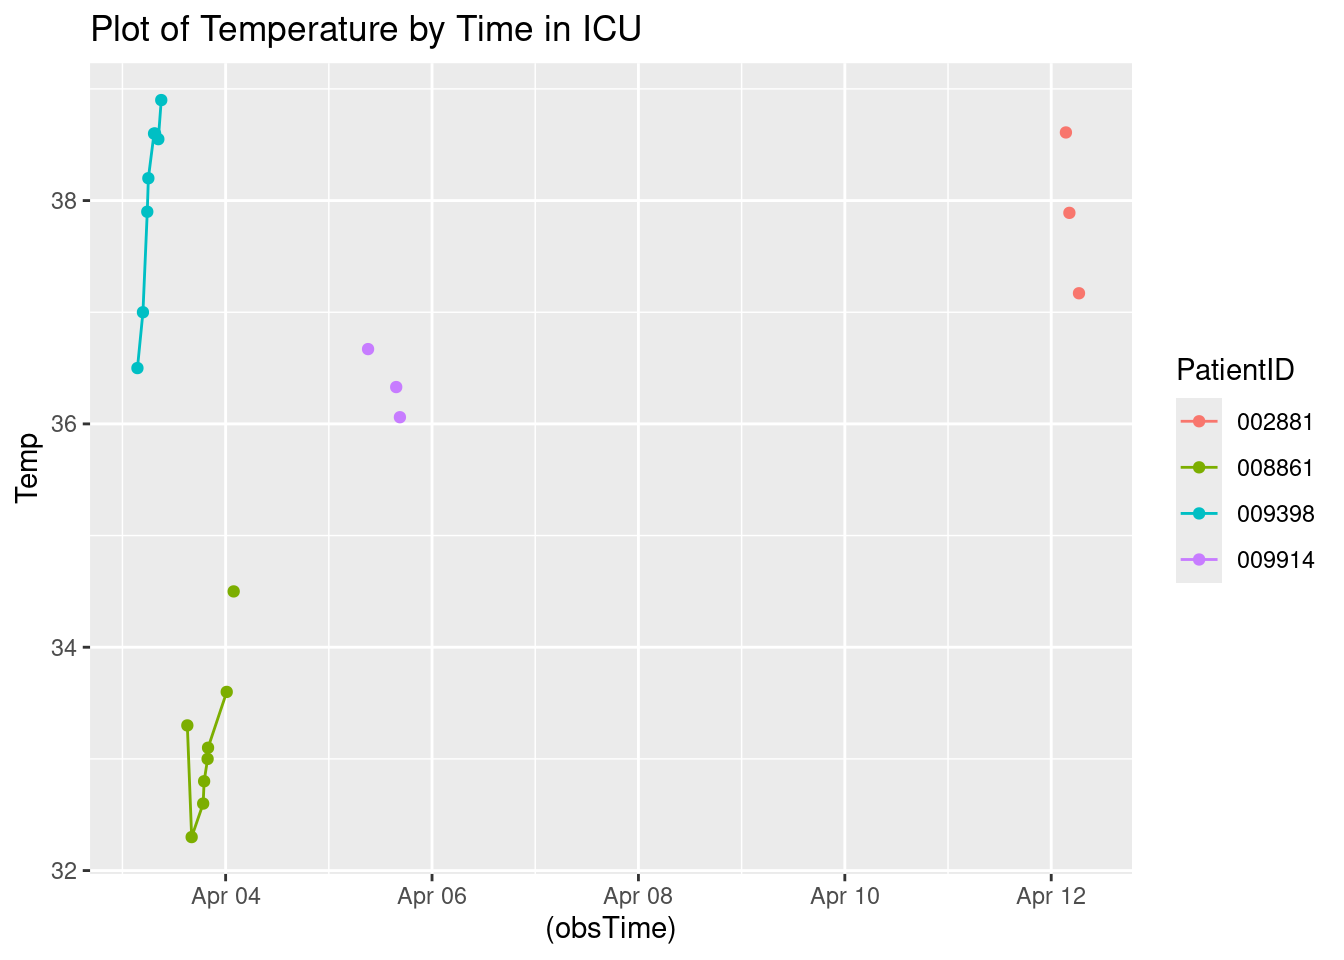 Plot of Temperature by Time in ICU
38
36
34
32
Temp
Apr 04
Apr 06
Apr 08
Apr 10
Apr 12
(obsTime)
PatientID
002881
008861
009398
009914